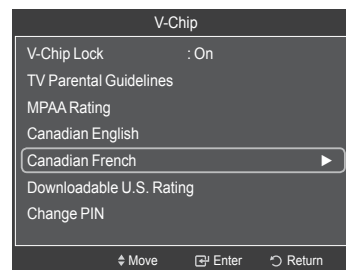 V-Chip
V-Chip Lock : On
TV Parental Guidelines
MPAA Rating
Canadian English
Canadian French
Downloadable U.S. Rating
Change PIN
Move Enter Return